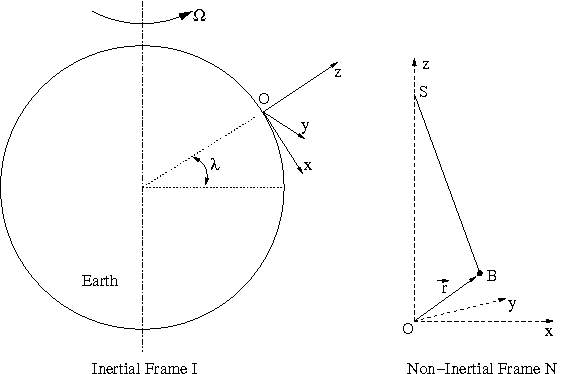 Ω
O
z
y
x
λ
Earth
Inertial Frame I
z
S
B
r
y
O
x
Non-Inertial Frame N